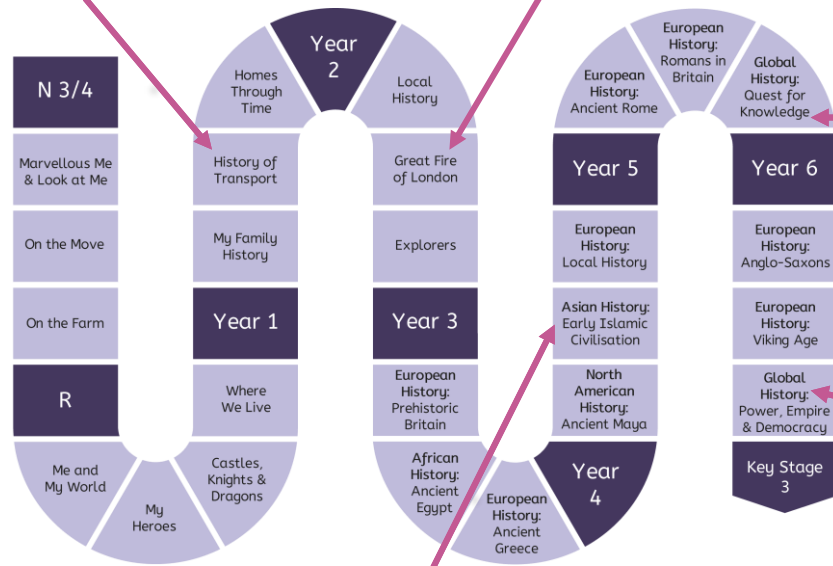 N 3/4
Marvellous Me
& Look at Me
On the Move
On the Farm
R
Me and
My World
My
Heroes
Castles,
Knights &
Dragons
Where
We Live
Year 1
My Family
History
History of
Transport
Homes
Through
Time
Year
2
Local
History
Great Fire
of London
Explorers
Year 3
European
History:
Prehistoric
Britain
African
History:
Ancient
Egypt
European
History:
Ancient
Greece
Year
4
North
American
History:
Ancient Maya
Asian History:
Early Islamic
Civilisation
European
History:
Local History
Year 5
European
History:
Ancient Rome
European
History:
Romans in
Britain
Global
History:
Quest for
Knowledge
Year 6
European
History:
Anglo-Saxons
European
History:
Viking Age
Global
History:
Power, Empire
& Democracy
Key Stage
3